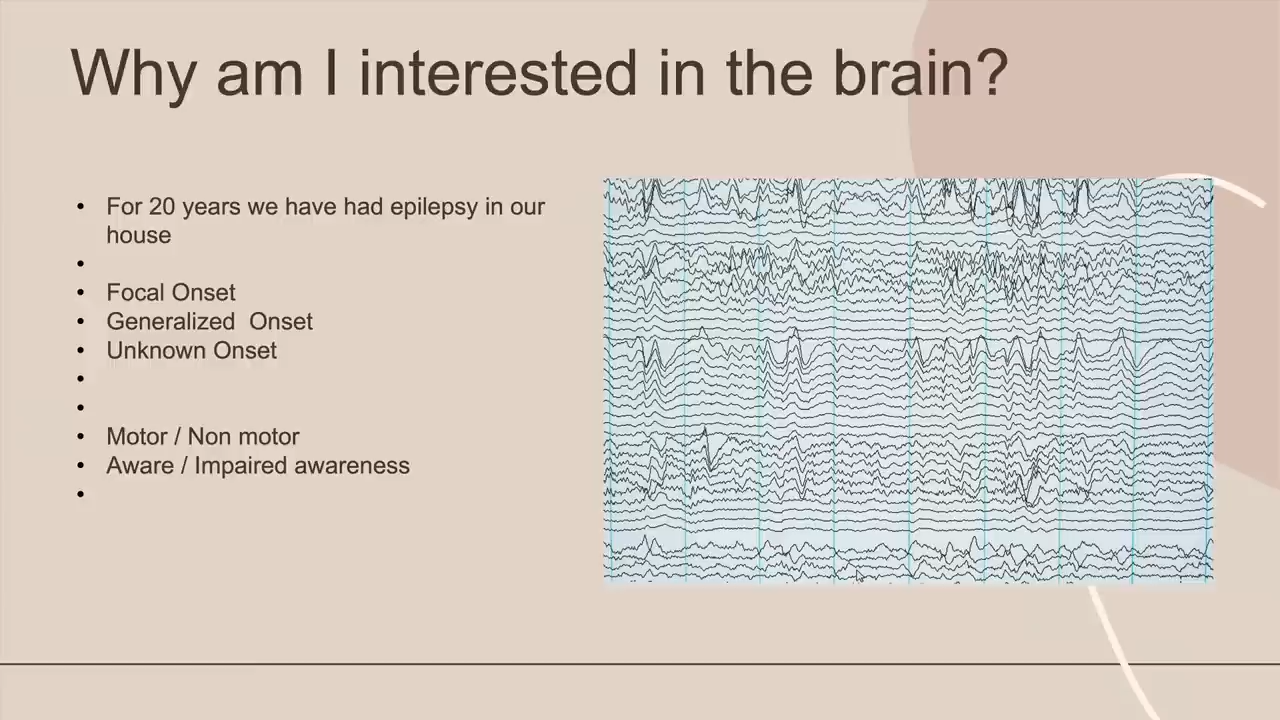 Why am I interested in the brain?
• For 20 years we have had epilepsy in our
house
•
• Focal Onset
• Generalized  Onset
• Unknown Onset
•
•
• Motor / Non motor
• Aware / Impaired awareness
•